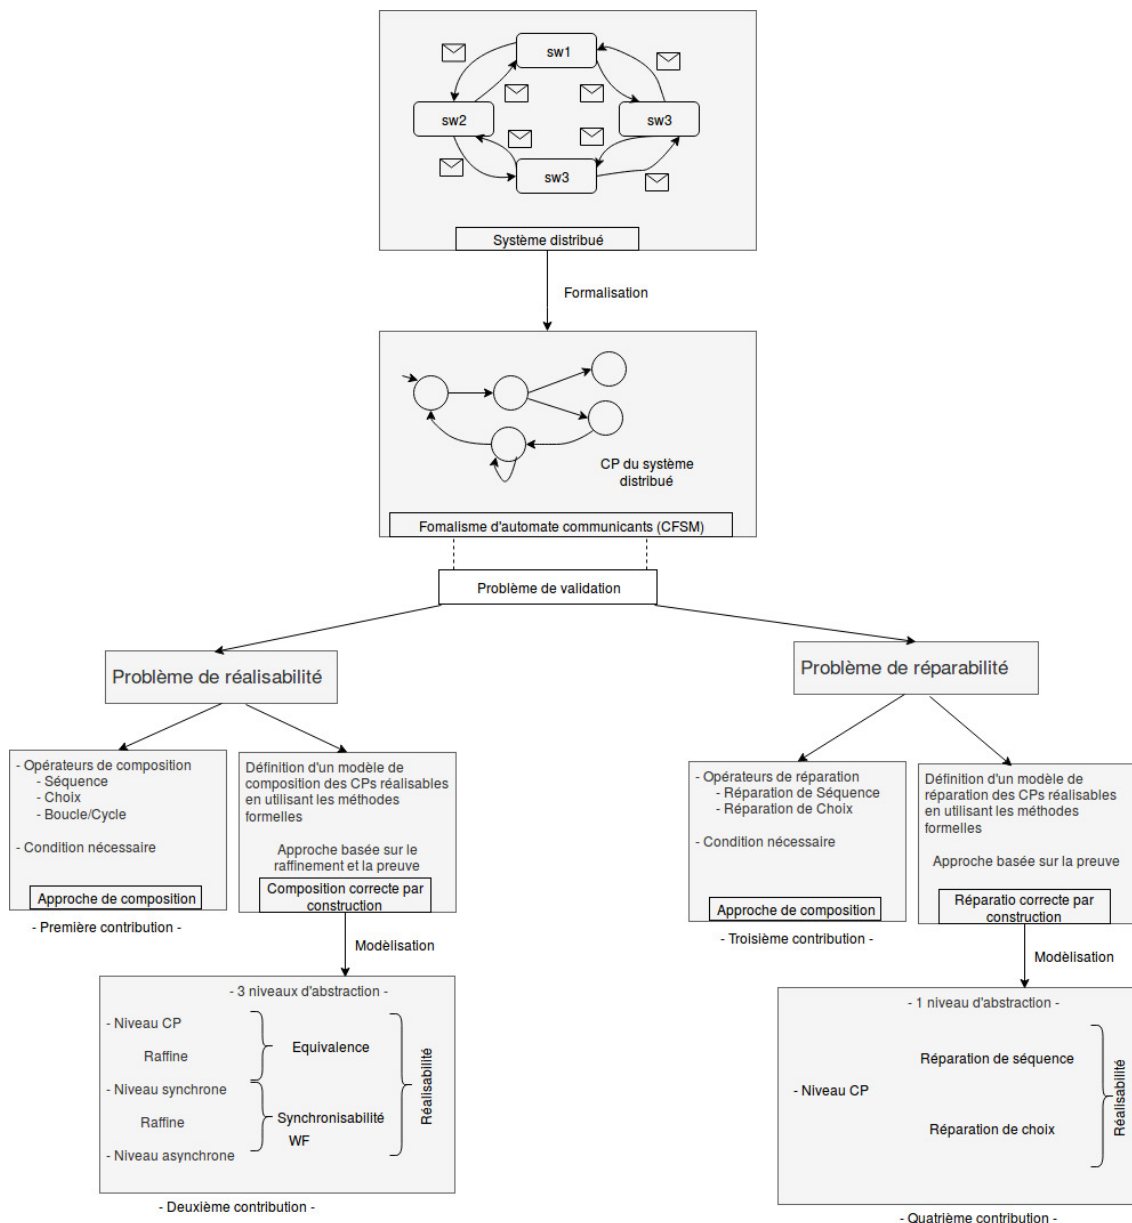 sw1
sw2
sw3
sw3
Système distribué
Formalisation
CP du système
distribué
Fomalisme d'automate communicants (CFSM)
Problème de validation
Problème de réalisabilité
- Opérateurs de composition
- Séquence
- Choix
- Boucle/Cycle
- Condition nécessaire
Approche de composition
- Première contribution -
Définition d'un modèle de
composition des CPs réalisables
en utilisant les méthodes
formelles
Approche basée sur le
raffinement et la preuve
Composition correcte par
construction
Modèlisation
- 3 niveaux d'abstraction -
- Niveau CP
Raffine
- Niveau synchrone
Raffine
- Niveau asynchrone
Equivalence
Synchronisabilité
WF
Réalisabilité
- Deuxième contribution -
Problème de réparabilité
- Opérateurs de réparation
- Réparation de Séquence
- Réparation de Choix
- Condition nécessaire
Approche de composition
- Troisième contribution -
Définition d'un modèle de
réparation des CPs réalisables
en utilisant les méthodes
formelles
Approche basée sur la preuve
Réparatio correcte par
construction
Modèlisation
- 1 niveau d'abstraction -
Réparation de séquence
- Niveau CP
Réparation de choix
Réalisabilité
- Quatrième contribution -